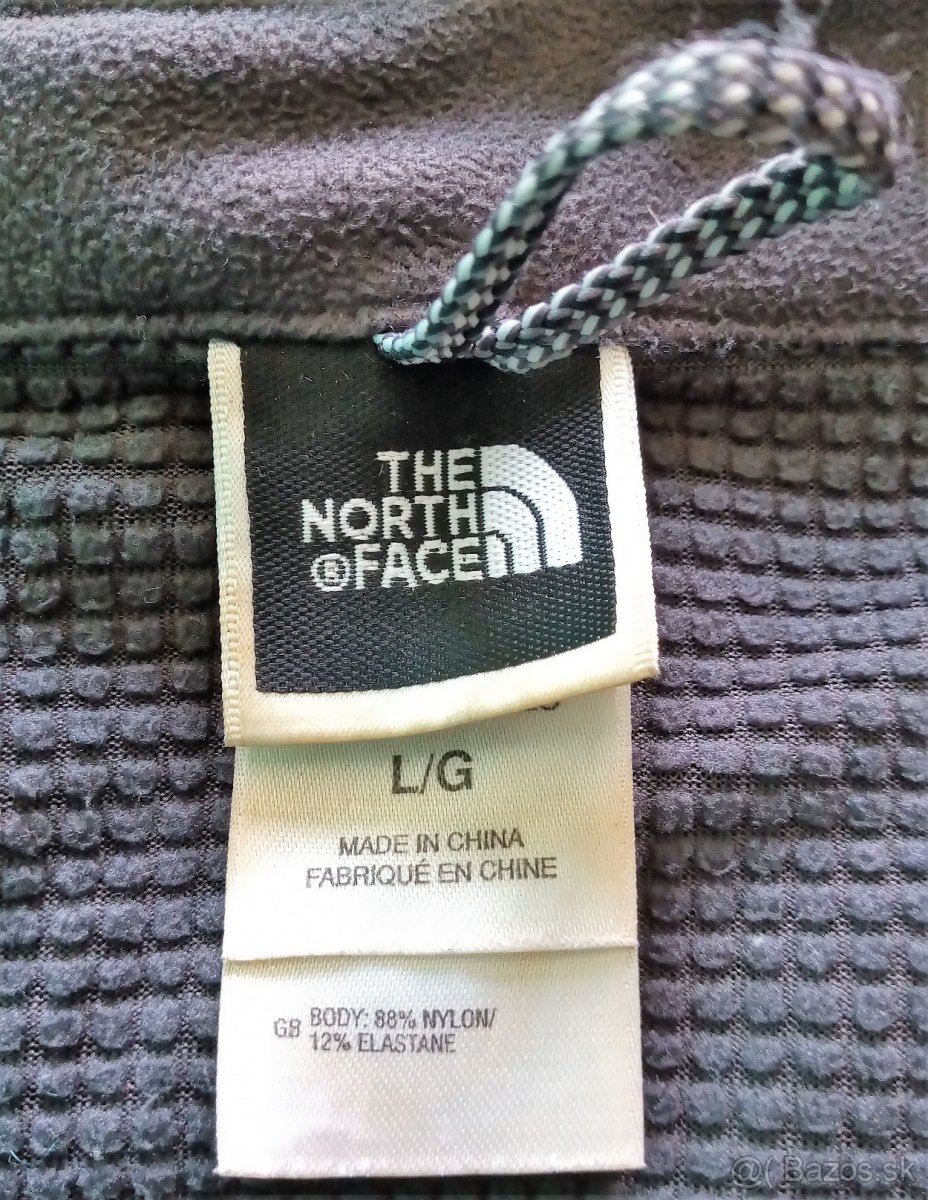 THE
NORTH
®FACE
L/G
MADE IN CHINA
FABRIQUÉ EN CHINE
GB BODY: 88% NYLON/
12% ELASTANE
@( Bazos.sk